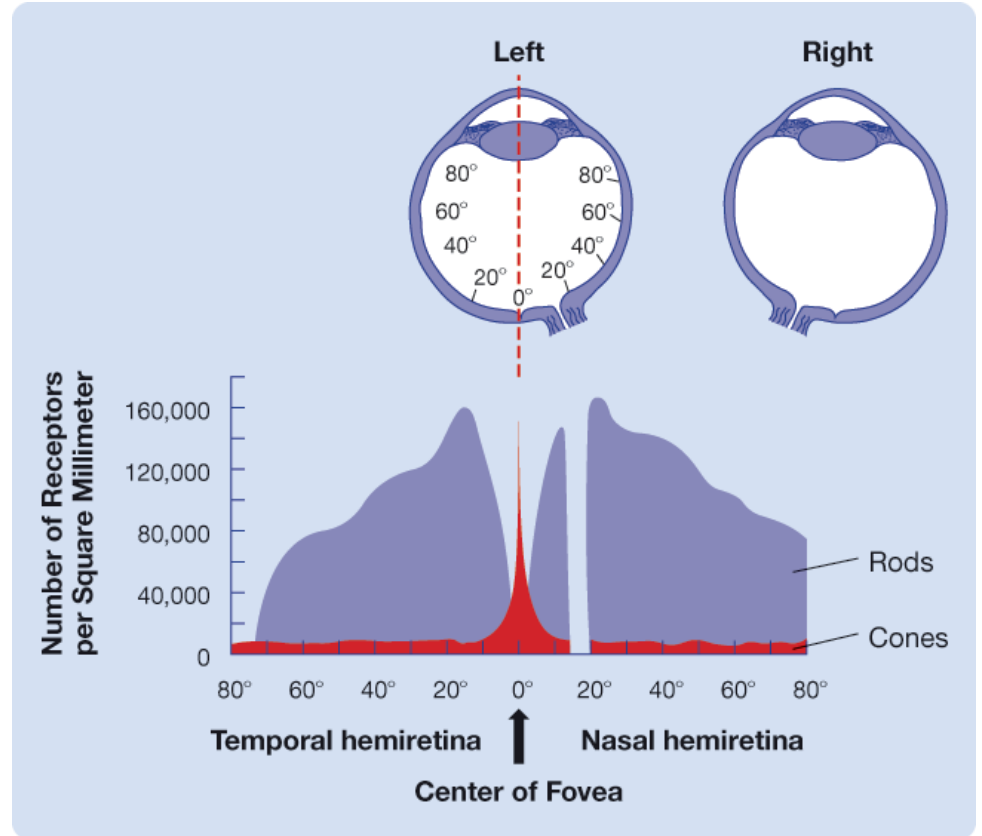 Left
Right
80°
80°
60°
60°
40°
40°
20°
20°
0°
Number of Receptors
per Square Millimeter
160,000
120,000
80,000
40,000
0
Rods
Cones
80° 60° 40° 20° 0° 20° 40° 60° 80°
Temporal hemiretina
Nasal hemiretina
Center of Fovea